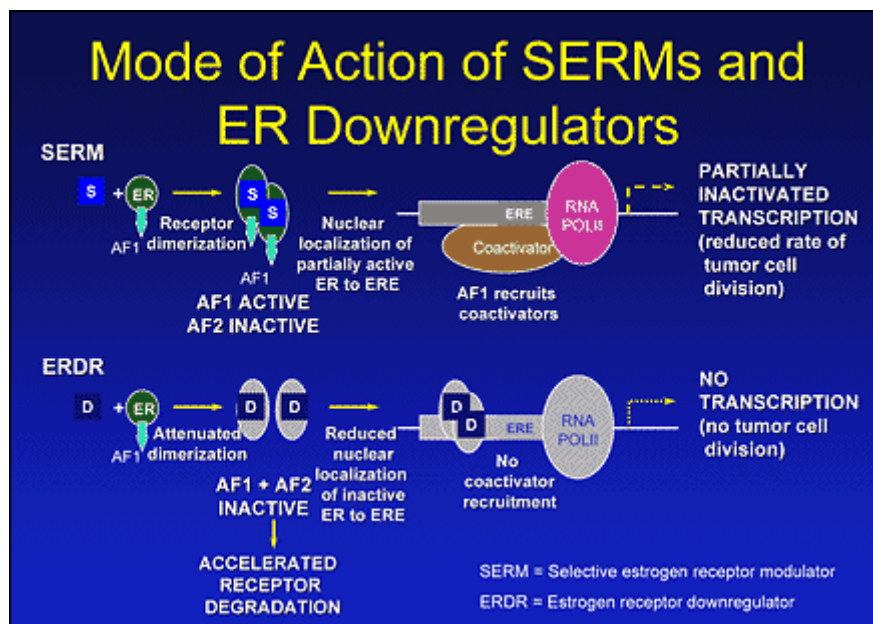 Mode of Action of SERMs and
ER Downregulators
SERM
S + ER
AF1
Receptor
dimerization
S
S
AF1
AF1 ACTIVE
AF2 INACTIVE
Nuclear
localization of
partially active
ER to ERE
ERE
Coactivator
RNA
POLII
AF1 recruits
coactivators
PARTIALLY
INACTIVATED
TRANSCRIPTION
(reduced rate of
tumor cell
division)
ERDR
D + ER
AF1
Attenuated
dimerization
D D
AF1 + AF2
INACTIVE
ACCELERATED
RECEPTOR
DEGRADATION
Reduced
nuclear
localization
of inactive
ER to ERE
D
D
ERE
RNA
POLII
No
coactivator
recruitment
NO
TRANSCRIPTION
(no tumor cell
division)
SERM = Selective estrogen receptor modulator
ERDR = Estrogen receptor downregulator